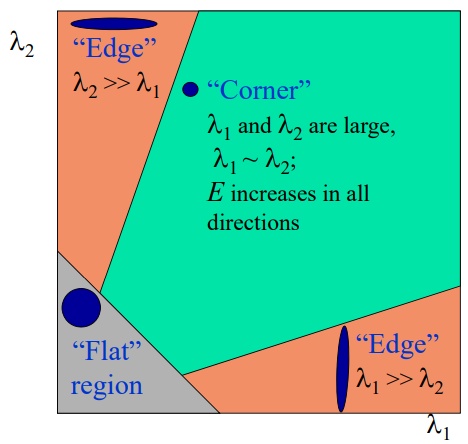 λ₂
“Edge”
λ₂ >> λ₁
“Corner”
λ₁ and λ₂ are large,
λ₁ ~ λ₂;
E increases in all
directions
“Flat”
region
“Edge”
λ₁ >> λ₂
λ₁